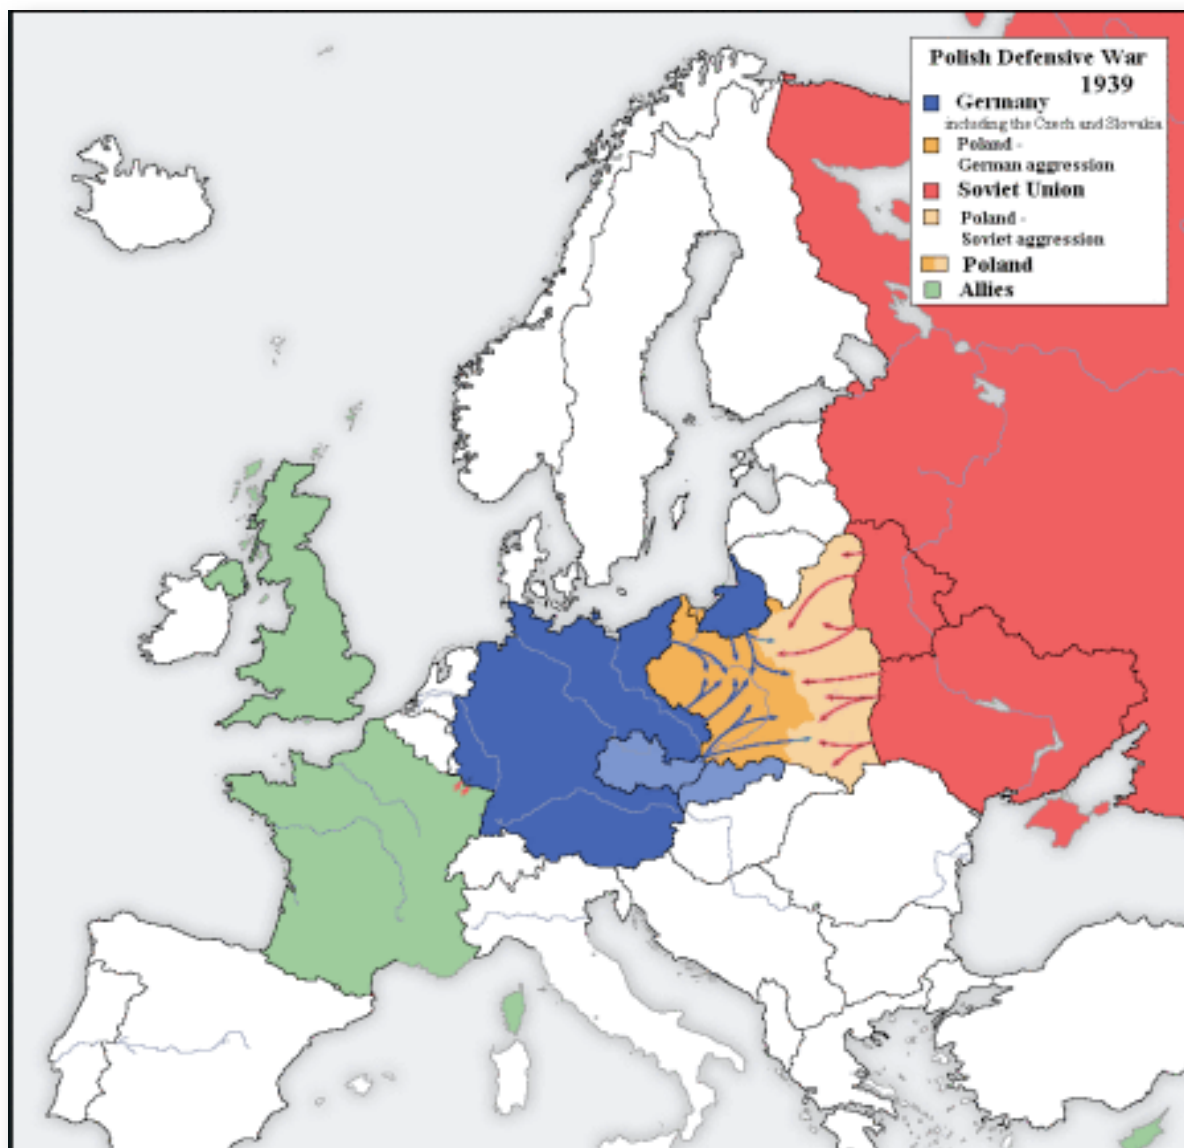 Polish Defensive War
1939
Germany
including the Czech and Slovakia
Poland -
German aggression
Soviet Union
Poland -
Soviet aggression
Poland
Allies